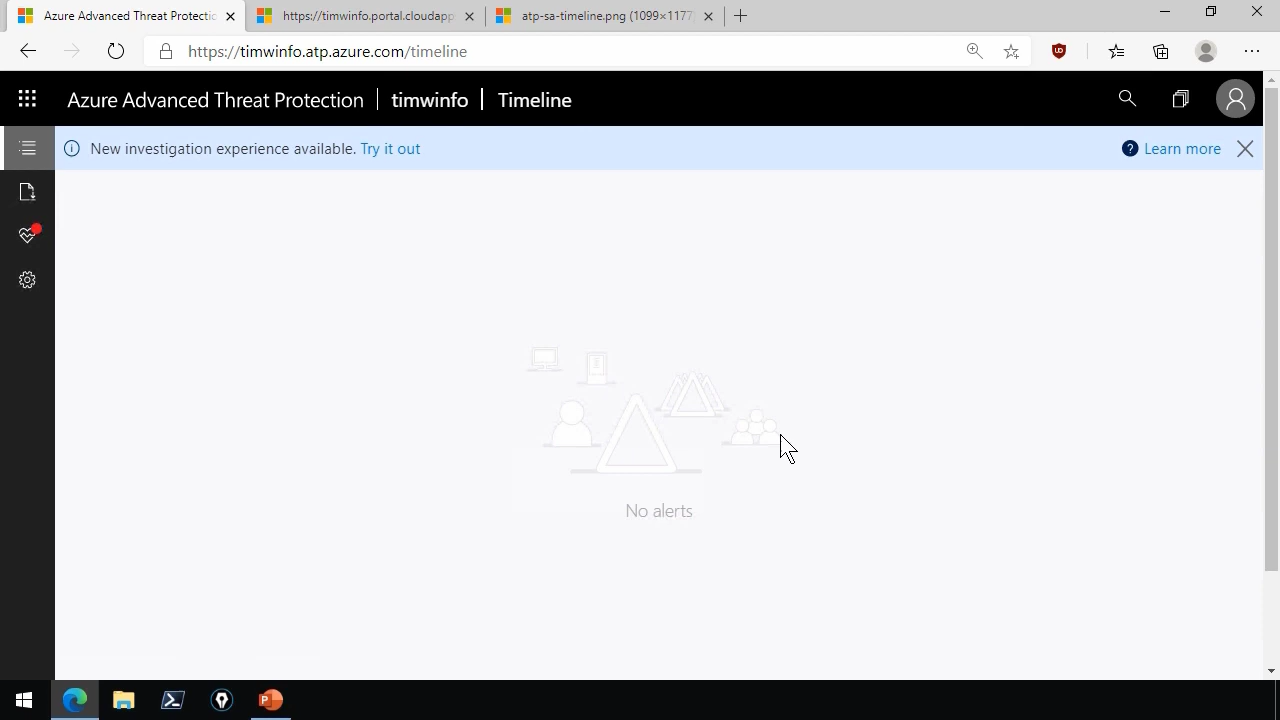 Azure Advanced Threat Protectic
https://timwinfo.portal.cloudapp
atp-sa-timeline.png (1099×1177
https://timwinfo.atp.azure.com/timeline
Azure Advanced Threat Protection | timwinfo | Timeline
New investigation experience available. Try it out
Learn more
No alerts